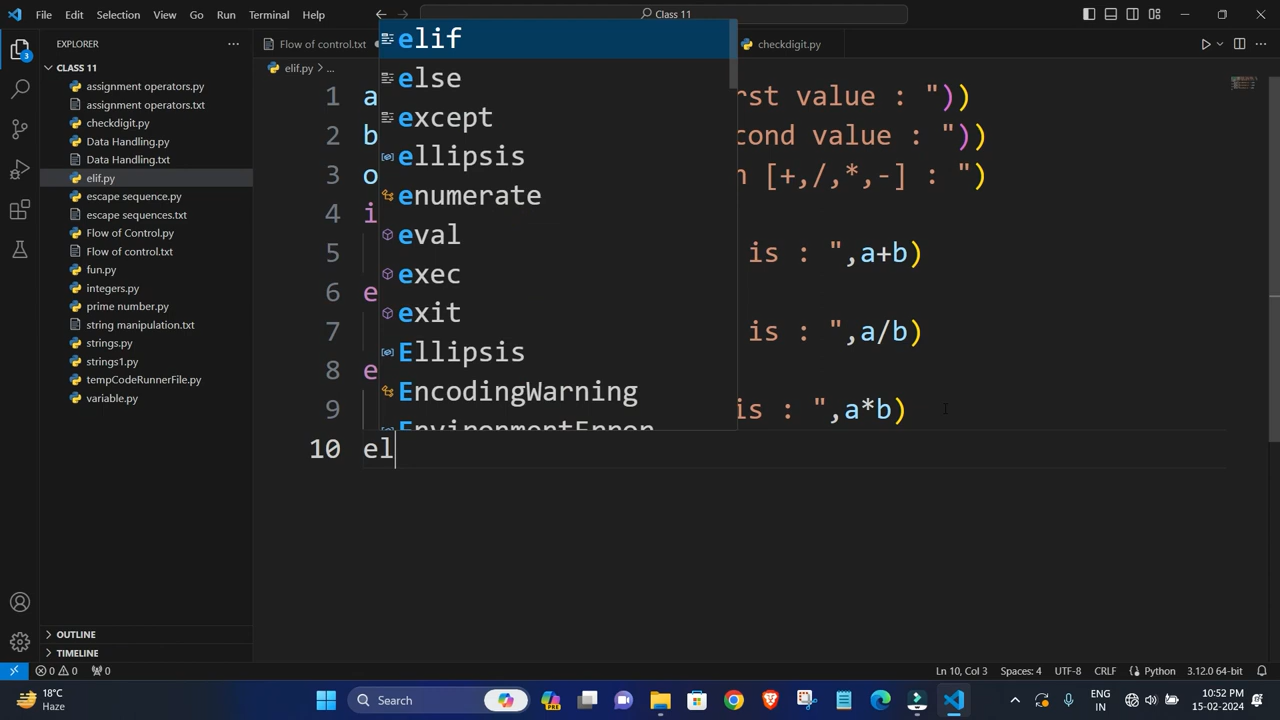 File Edit Selection View Go Run Terminal Help Class 11
EXPLORER
Flow of control.txt checkdigit.py
CLASS 11
elif.py > ...
assignment operators.py
assignment operators.txt
checkdigit.py
Data Handling.py
Data Handling.txt
elif.py
escape sequence.py
escape sequences.txt
Flow of Control.py
Flow of control.txt
fun.py
integers.py
prime number.py
string manipulation.txt
strings.py
strings1.py
tempCodeRunnerFile.py
variable.py
OUTLINE
TIMELINE
elif
else
except
ellipsis
enumerate
eval
exec
exit
Ellipsis
EncodingWarning
EnvironmentError
1 a rst value : "))
2 b cond value : "))
3 o n [+,/,*,-] : ")
4 i
5 is : ",a+b)
6 e
7 is : ",a/b)
8 e
9 is : ",a*b)
10 el
3
0 0 0 Ln 10, Col 3 Spaces: 4 UTF-8 CRLF Python 3.12.0 64-bit
18°C
Haze
Search
PRE
ENG
IN
10:52 PM
15-02-2024